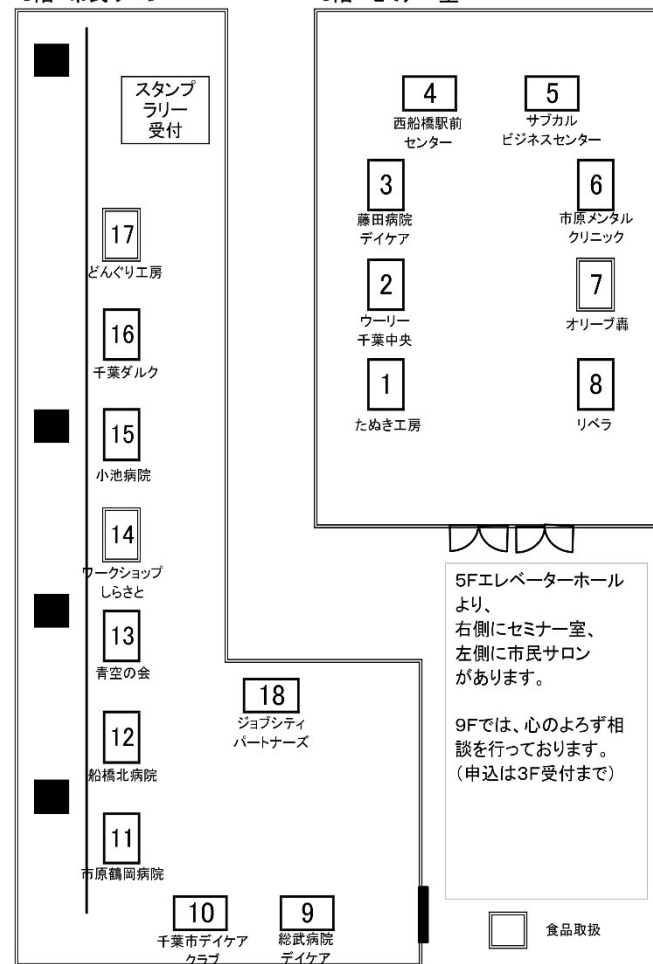 スタンプ
ラリー
受付
17
どんぐり工房
16
千葉ダルク
15
小池病院
14
ワークショップ
しらさと
13
青空の会
12
船橋北病院
11
市原鶴岡病院
18
ジョブシティ
パートナーズ
10
千葉市デイケア
クラブ
9
総武病院
デイケア
4
西船橋駅前
センター
5
サブカル
ビジネスセンター
3
藤田病院
デイケア
6
市原メンタル
クリニック
2
ウーリー
千葉中央
7
オリーブ轟
1
たぬき工房
8
リベラ
5Fエレベーターホール
より、
右側にセミナー室、
左側に市民サロン
があります。
9Fでは、心のよろず相
談を行っております。
（申込は3F受付まで）
食品取扱